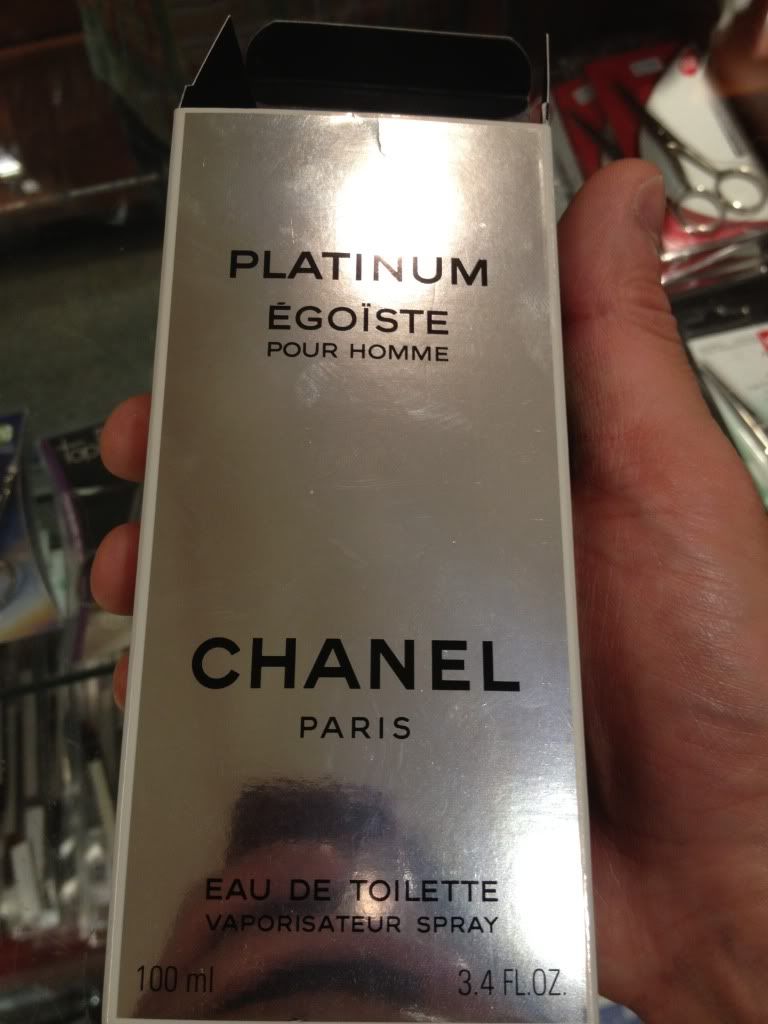 PLATINUM
ÉGOÏSTE
POUR HOMME
CHANEL
PARIS
EAU DE TOILETTE
VAPORISATEUR SPRAY
100 ml 3.4 FL.OZ.